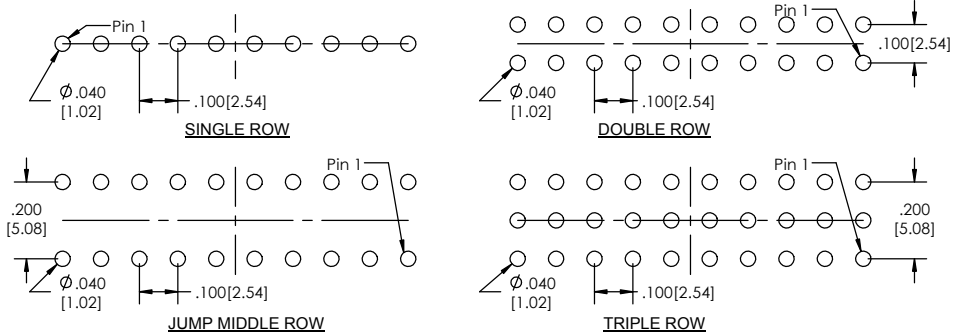 Pin 1
Ø.040
[1.02]
.100[2.54]
SINGLE ROW
Pin 1
.100[2.54]
Ø.040
[1.02]
.100[2.54]
DOUBLE ROW
Pin 1
.200
[5.08]
Ø.040
[1.02]
.100[2.54]
JUMP MIDDLE ROW
Pin 1
.200
[5.08]
Ø.040
[1.02]
.100[2.54]
TRIPLE ROW